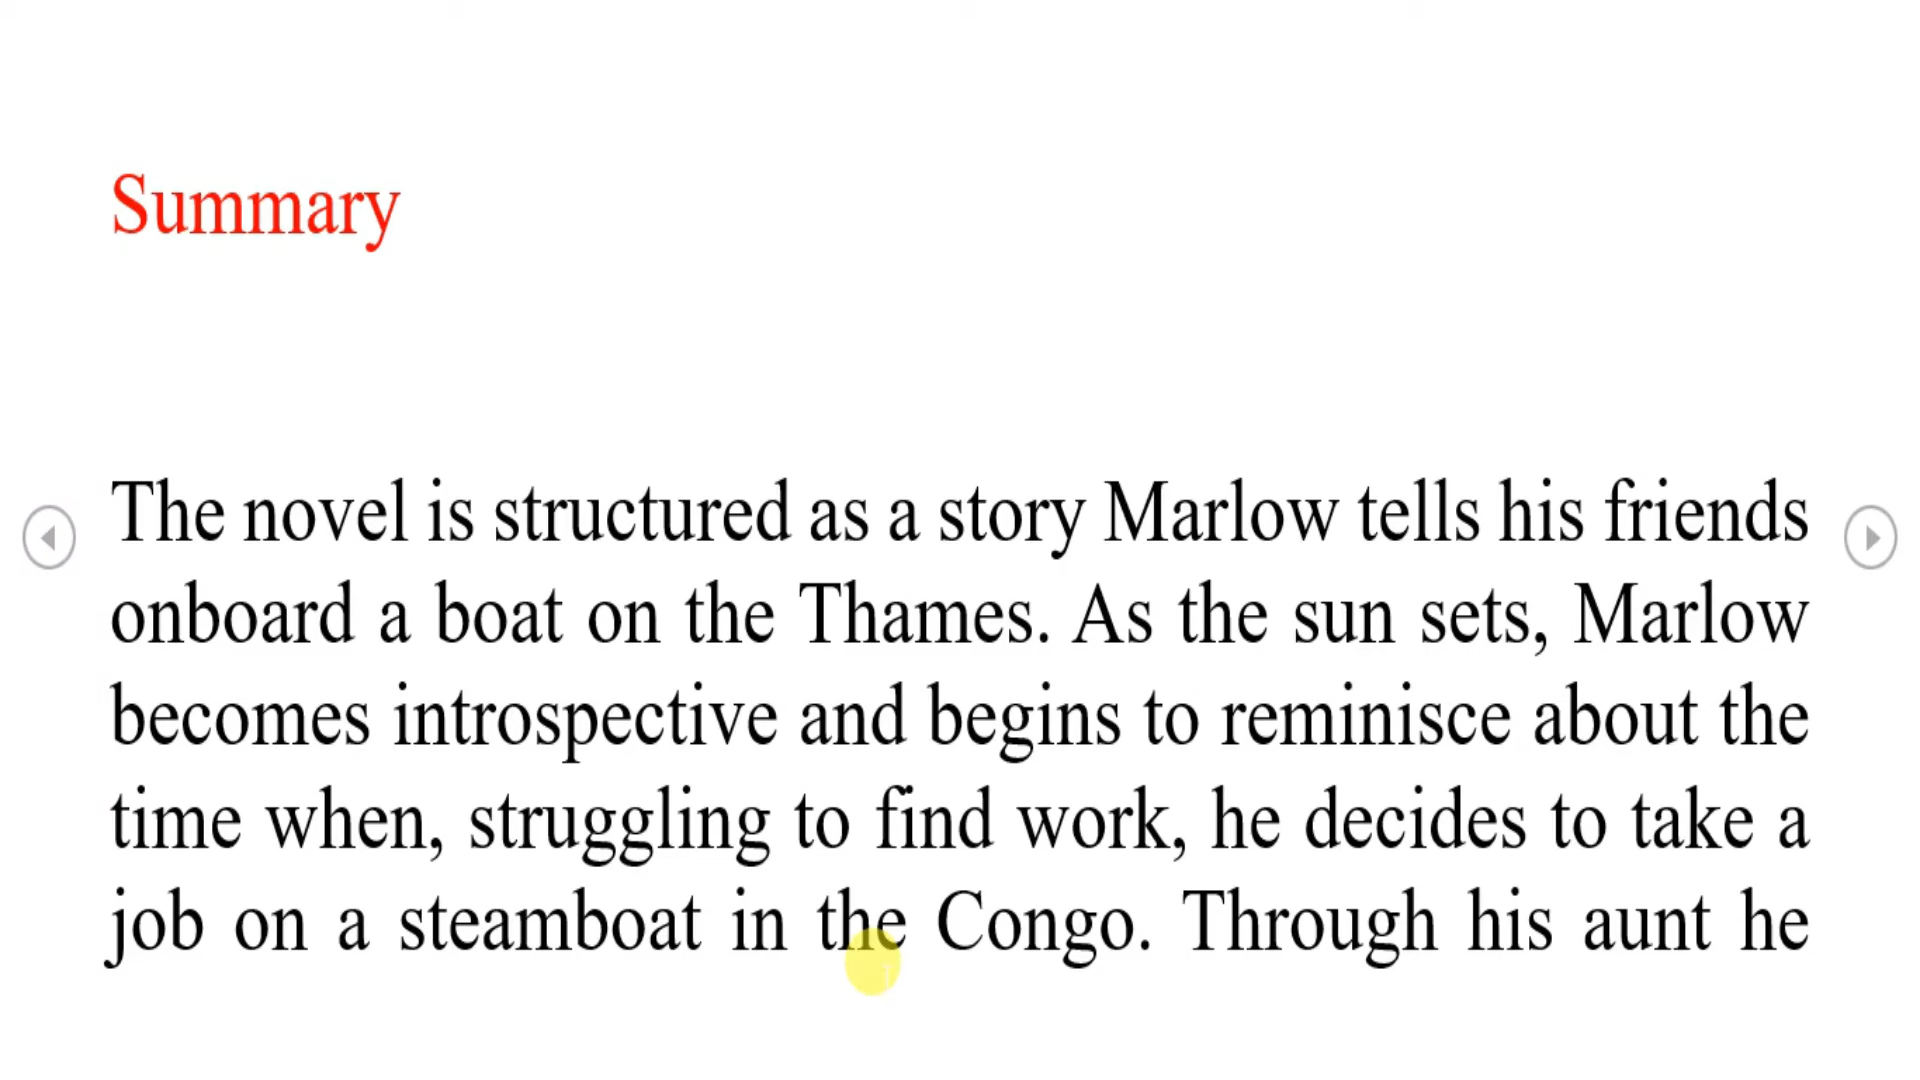 Summary
The novel is structured as a story Marlow tells his friends
onboard a boat on the Thames. As the sun sets, Marlow
becomes introspective and begins to reminisce about the
time when, struggling to find work, he decides to take a
job on a steamboat in the Congo. Through his aunt he